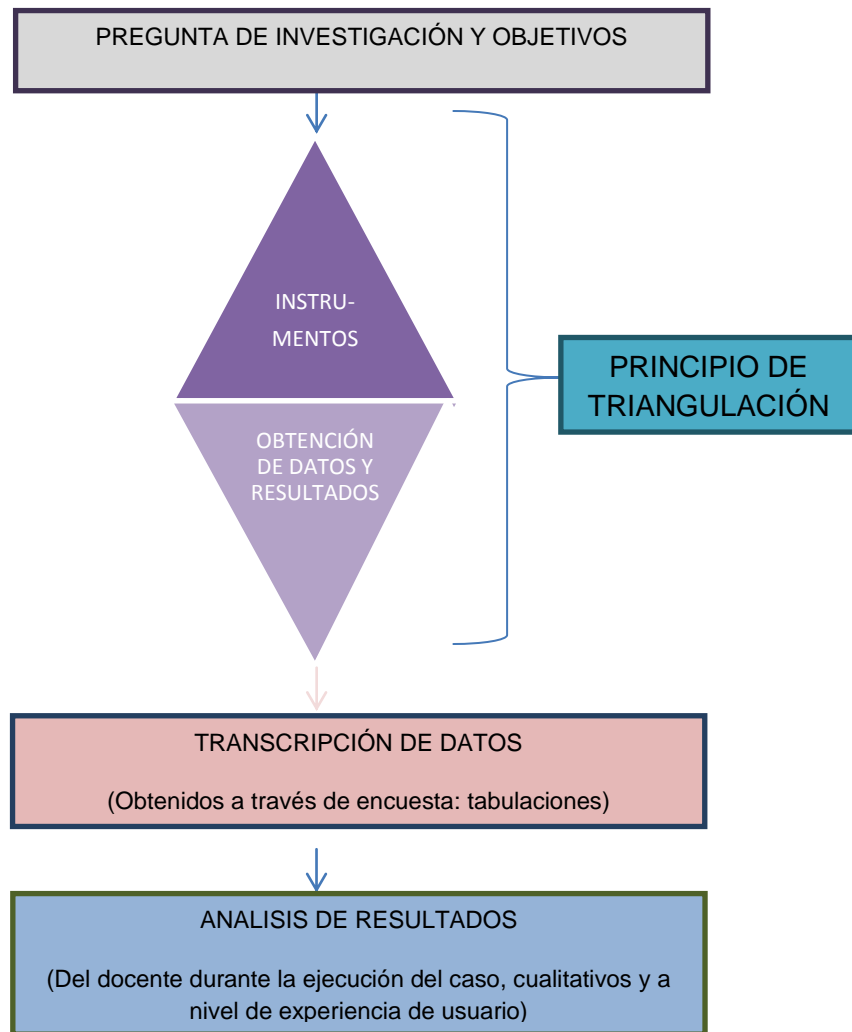 PREGUNTA DE INVESTIGACIÓN Y OBJETIVOS
INSTRU-
MENTOS
PRINCIPIO DE
TRIANGULACIÓN
OBTENCIÓN
DE DATOS Y
RESULTADOS
TRANSCRIPCIÓN DE DATOS
(Obtenidos a través de encuesta: tabulaciones)
ANALISIS DE RESULTADOS
(Del docente durante la ejecución del caso, cualitativos y a
nivel de experiencia de usuario)